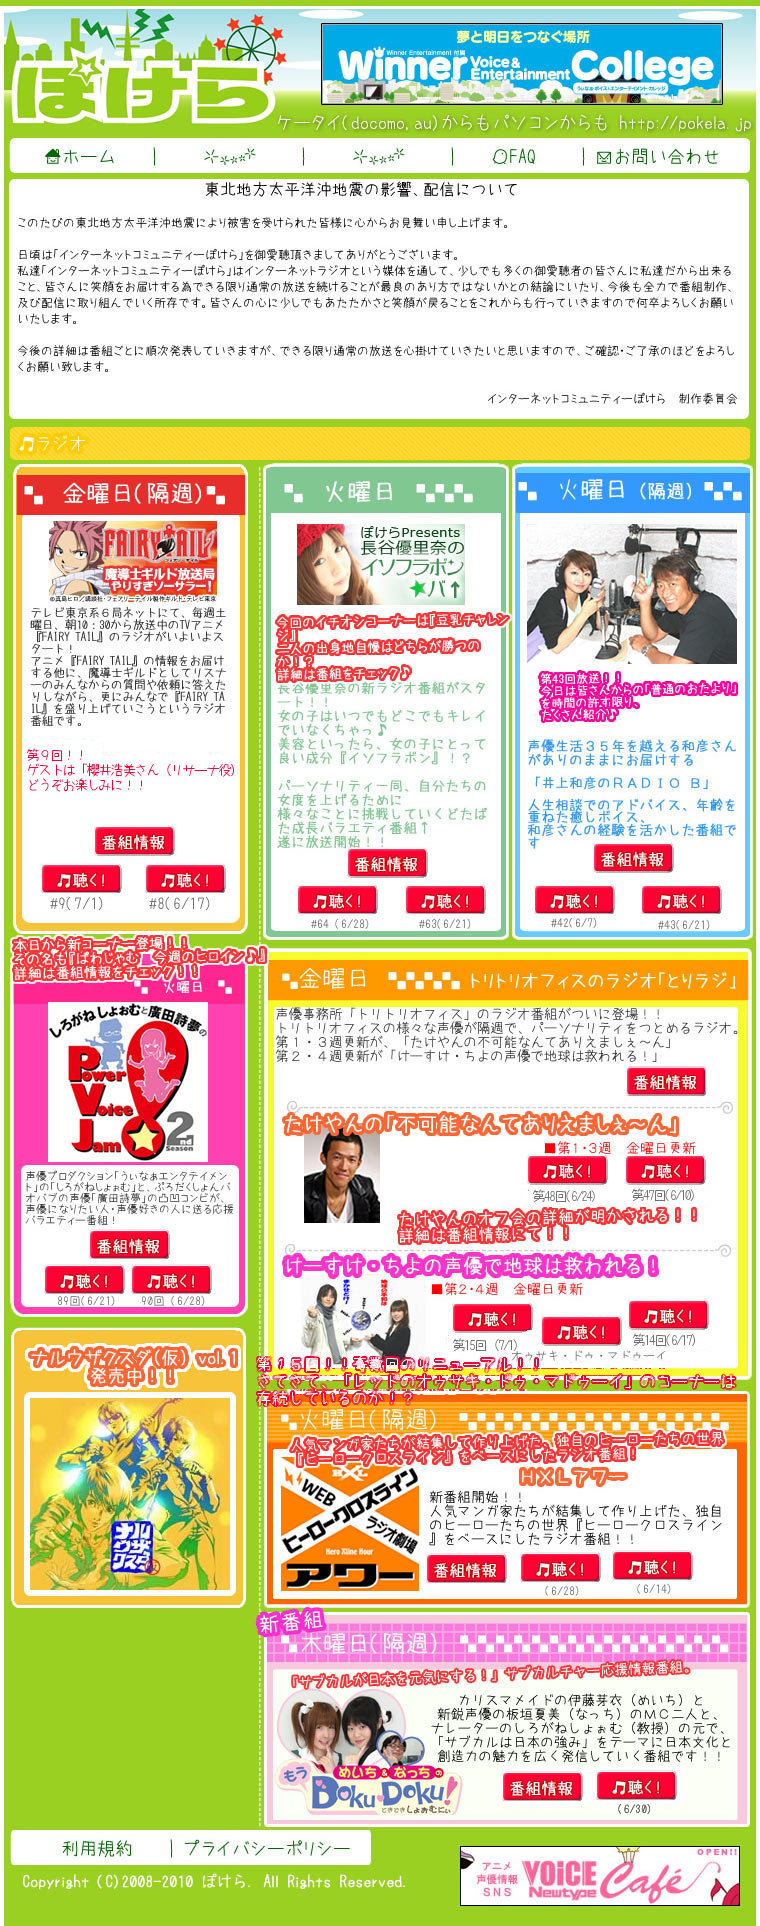 ぽけら
夢と明日をつなぐ場所
Winner Entertainment 付属
Winner Voice & Entertainment College
ケータイ(docomo,au)からもパソコンからも http://pokela.jp
ホーム
FAQ
お問い合わせ
東北地方太平洋沖地震の影響、配信について
このたびの東北地方太平洋沖地震により被害を受けられた皆様に心からお見舞い申し上げます。
日頃は「インターネットコミュニティーぽけら」を御愛聴頂きましてありがとうございます。
私達「インターネットコミュニティーぽけら」はインターネットラジオという媒体を通して、少しでも多くの御愛聴者の皆さんに私達だから出来る
こと、皆さんに笑顔をお届けする為できる限り通常の放送を続けることが最良のあり方ではないかとの結論にいたり、今後も全力で番組制作、
及び配信に取り組んでいく所存です。皆さんの心に少しでもあたたかさと笑顔が戻ることをこれからも行っていきますので何卒よろしくお願い
いたします。
今後の詳細は番組ごとに順次発表していきますが、できる限り通常の放送を心掛けていきたいと思いますので、ご確認・ご了承のほどをよろし
くお願い致します。
インターネットコミュニティーぽけら 制作委員会
♫ラジオ
金曜日(隔週)
FAIRY TAIL
魔導士ギルド放送局
やりすぎソーサラー!
テレビ東京系6局ネットにて、毎週土
曜日、朝10:30から放送中のTVアニメ
『FAIRY TAIL』のラジオがいよいよス
タート!
アニメ『FAIRY TAIL』の情報をお届け
する他に、魔導士ギルドとしてリスナ
ーのみんなからの質問や依頼に答えた
りしながら、更にみんなで『FAIRY TA
IL』を盛り上げていこうというラジオ
番組です。
第9回!!
ゲストは「櫻井浩美さん(リサーナ役)
どうぞお楽しみに!!
番組情報
♫聴く!
♫聴く!
#9(7/1)
#8(6/17)
火曜日
ぽけらPresents
長谷優里奈の
イソフラボン
★バ↑
今回のイチオシコーナーは『豆乳チャレン
ジ』
二人の出身地自慢はどちらが勝つの
か!?
詳細は番組をチェック♪
長谷優里奈の新ラジオ番組がスタ
ート!!
女の子はいつでもどこでもキレイ
でいなくちゃっ♪
美容といったら、女の子にとって
良い成分『イソフラボン』!?
パーソナリティー同、自分たちの
女度を上げるために
様々なことに挑戦していくどたば
た成長バラエティ番組↑
遂に放送開始!!
番組情報
♫聴く!
♫聴く!
#64 (6/28)
#63(6/21)
火曜日 (隔週)
第43回放送!!
今日は皆さんからの「普通のおたより」
を時間の許す限り、
たくさん紹介♪
声優生活35年を越える和彦さん
がありのままにお届けする
「井上和彦のRADIO B」
人生相談でのアドバイス、年齢を
重ねた癒しボイス、
和彦さんの経験を活かした番組で
す
番組情報
♫聴く!
♫聴く!
#42(6/7)
#43(6/21)
本日から新コーナー登場!!
その名も『ぱわじゃむ 今週のヒロイン♪』
詳細は番組情報をチェック!!
火曜日
しろがねしょぉむと廣田詩夢の
Power
Voice
Jam
2nd
Season
声優プロダクション「うぃなぁエンタテイメン
ト」の「しろがねしょぉむ」と、ぷろだくしょんバ
オバブの声優「廣田詩夢」の凸凹コンビが、
声優になりたい人・声優好きの人に送る応援
バラエティー番組!
番組情報
♫聴く!
♫聴く!
89回(6/21)
90回 (6/28)
金曜日 トリトリオフィスのラジオ「とりラジ」
声優事務所「トリトリオフィス」のラジオ番組がついに登場!!
トリトリオフィスの様々な声優が隔週で、パーソナリティをつとめるラジオ。
第1・3週更新が、「たけやんの不可能なんてありえましぇ~ん」
第2・4週更新が「けーすけ・ちよの声優で地球は救われる!」
番組情報
たけやんの「不可能なんてありえましぇ~ん」
■第1・3週 金曜日更新
♫聴く!
♫聴く!
第48回(6/24)
第47回(6/10)
たけやんのオフ会の詳細が明かされる!!
詳細は番組情報にて!!
けーすけ・ちよの声優で地球は救われる!
■第2・4週 金曜日更新
♫聴く!
♫聴く!
♫聴く!
第15回 (7/1)
第14回(6/17)
オゥサキ・ドゥ・マドゥーイ
第15回!!番組のリニューアル!!
さてさて…「レッドのオゥサキ・ドゥ・マドゥーイ」のコーナーは
存続しているのか!?
ナルウザクスダ(仮) vol.1
発売中!!
火曜日(隔週)
人気マンガ家たちが結集して作り上げた、独自のヒーローたちの世界
『ヒーロークロスライン』をベースにしたラジオ番組!
HXLアワー
WEB
ヒーロークロスライン
ラジオ劇場
Hero Xline Hour
アワー
新番組開始!!
人気マンガ家たちが結集して作り上げた、独自
のヒーローたちの世界『ヒーロークロスライン
』をベースにしたラジオ番組!!
番組情報
♫聴く!
♫聴く!
(6/28)
(6/14)
新番組
木曜日(隔週)
「サブカルが日本を元気にする!」サブカルチャー応援情報番組。
もう めいち&なっちの
DokuDoku!
どきどきしょおむにぃ
カリスマメイドの伊藤芽衣(めいち)と
新鋭声優の板垣夏美(なっち)のMC二人と、
ナレーターのしろがねしょぉむ(教授)の元で、
「サブカルは日本の強み」をテーマに日本文化と
創造力の魅力を広く発信していく番組です!!
番組情報
♫聴く!
(6/30)
利用規約
プライバシーポリシー
Copyright (C)2008-2010 ぽけら. All Rights Reserved.
アニメ
声優情報
SNS
VOiCE
Newtype
Café
OPEN!!